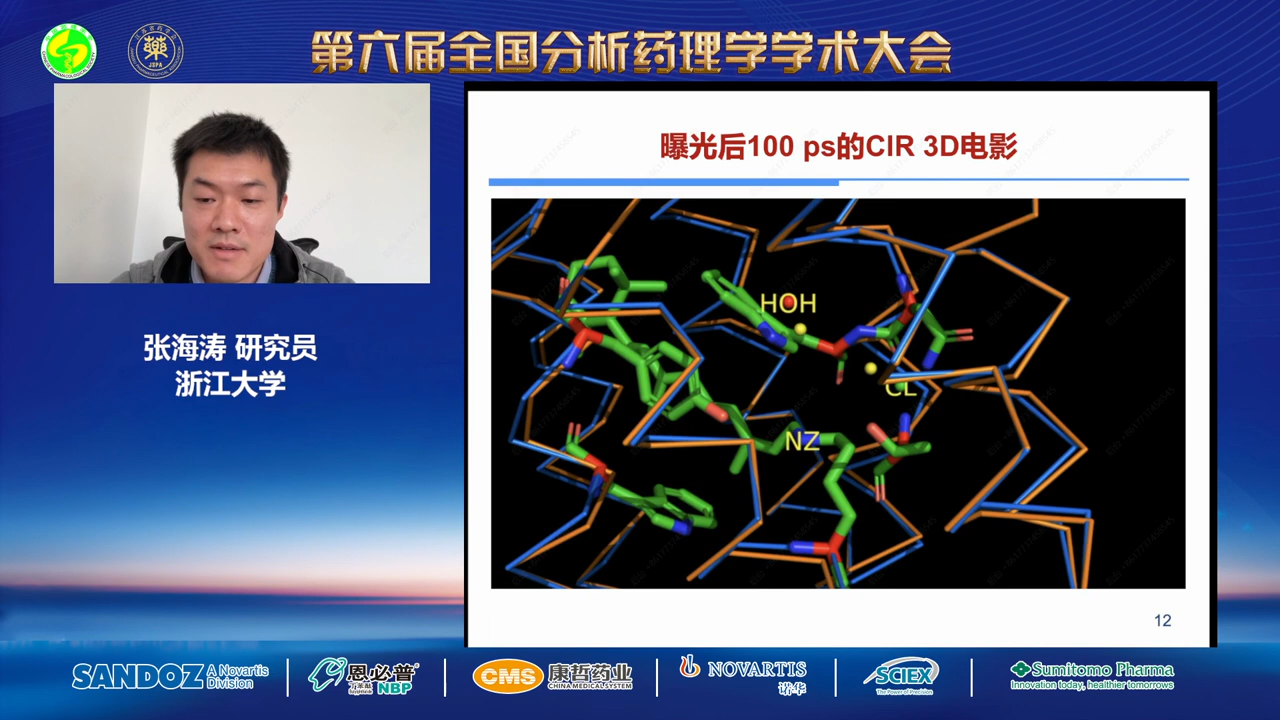 第六届全国分析药理学学术大会
JSPA
张海涛 研究员
浙江大学
曝光后100 ps的CIR 3D电影
HOH
CL
NZ
12
SANDOZ A Novartis Division
恩必普 NBP
CMS 康哲药业 CHINA MEDICAL SYSTEM
NOVARTIS 诺华
SCIEX The Power of Precision
Sumitomo Pharma
Innovation today, healthier tomorrows